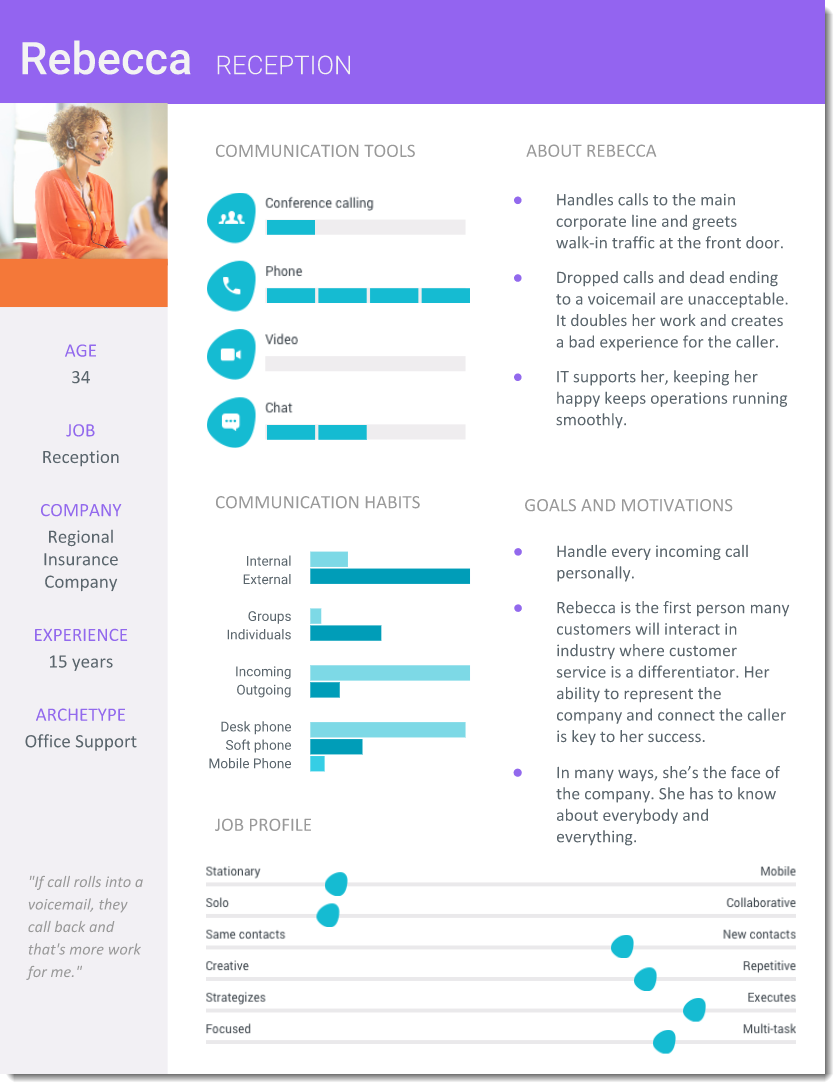 Rebecca RECEPTION
AGE
34
JOB
Reception
COMPANY
Regional
Insurance
Company
EXPERIENCE
15 years
ARCHETYPE
Office Support
"If call rolls into a
voicemail, they
call back and
that's more work
for me."
COMMUNICATION TOOLS
Conference calling
Phone
Video
Chat
COMMUNICATION HABITS
Internal
External
Groups
Individuals
Incoming
Outgoing
Desk phone
Soft phone
Mobile Phone
ABOUT REBECCA
Handles calls to the main
corporate line and greets
walk-in traffic at the front door.
Dropped calls and dead ending
to a voicemail are unacceptable.
It doubles her work and creates
a bad experience for the caller.
IT supports her, keeping her
happy keeps operations running
smoothly.
GOALS AND MOTIVATIONS
Handle every incoming call
personally.
Rebecca is the first person many
customers will interact in
industry where customer
service is a differentiator. Her
ability to represent the
company and connect the caller
is key to her success.
In many ways, she's the face of
the company. She has to know
about everybody and
everything.
JOB PROFILE
Stationary Mobile
Solo Collaborative
Same contacts New contacts
Creative Repetitive
Strategizes Executes
Focused Multi-task